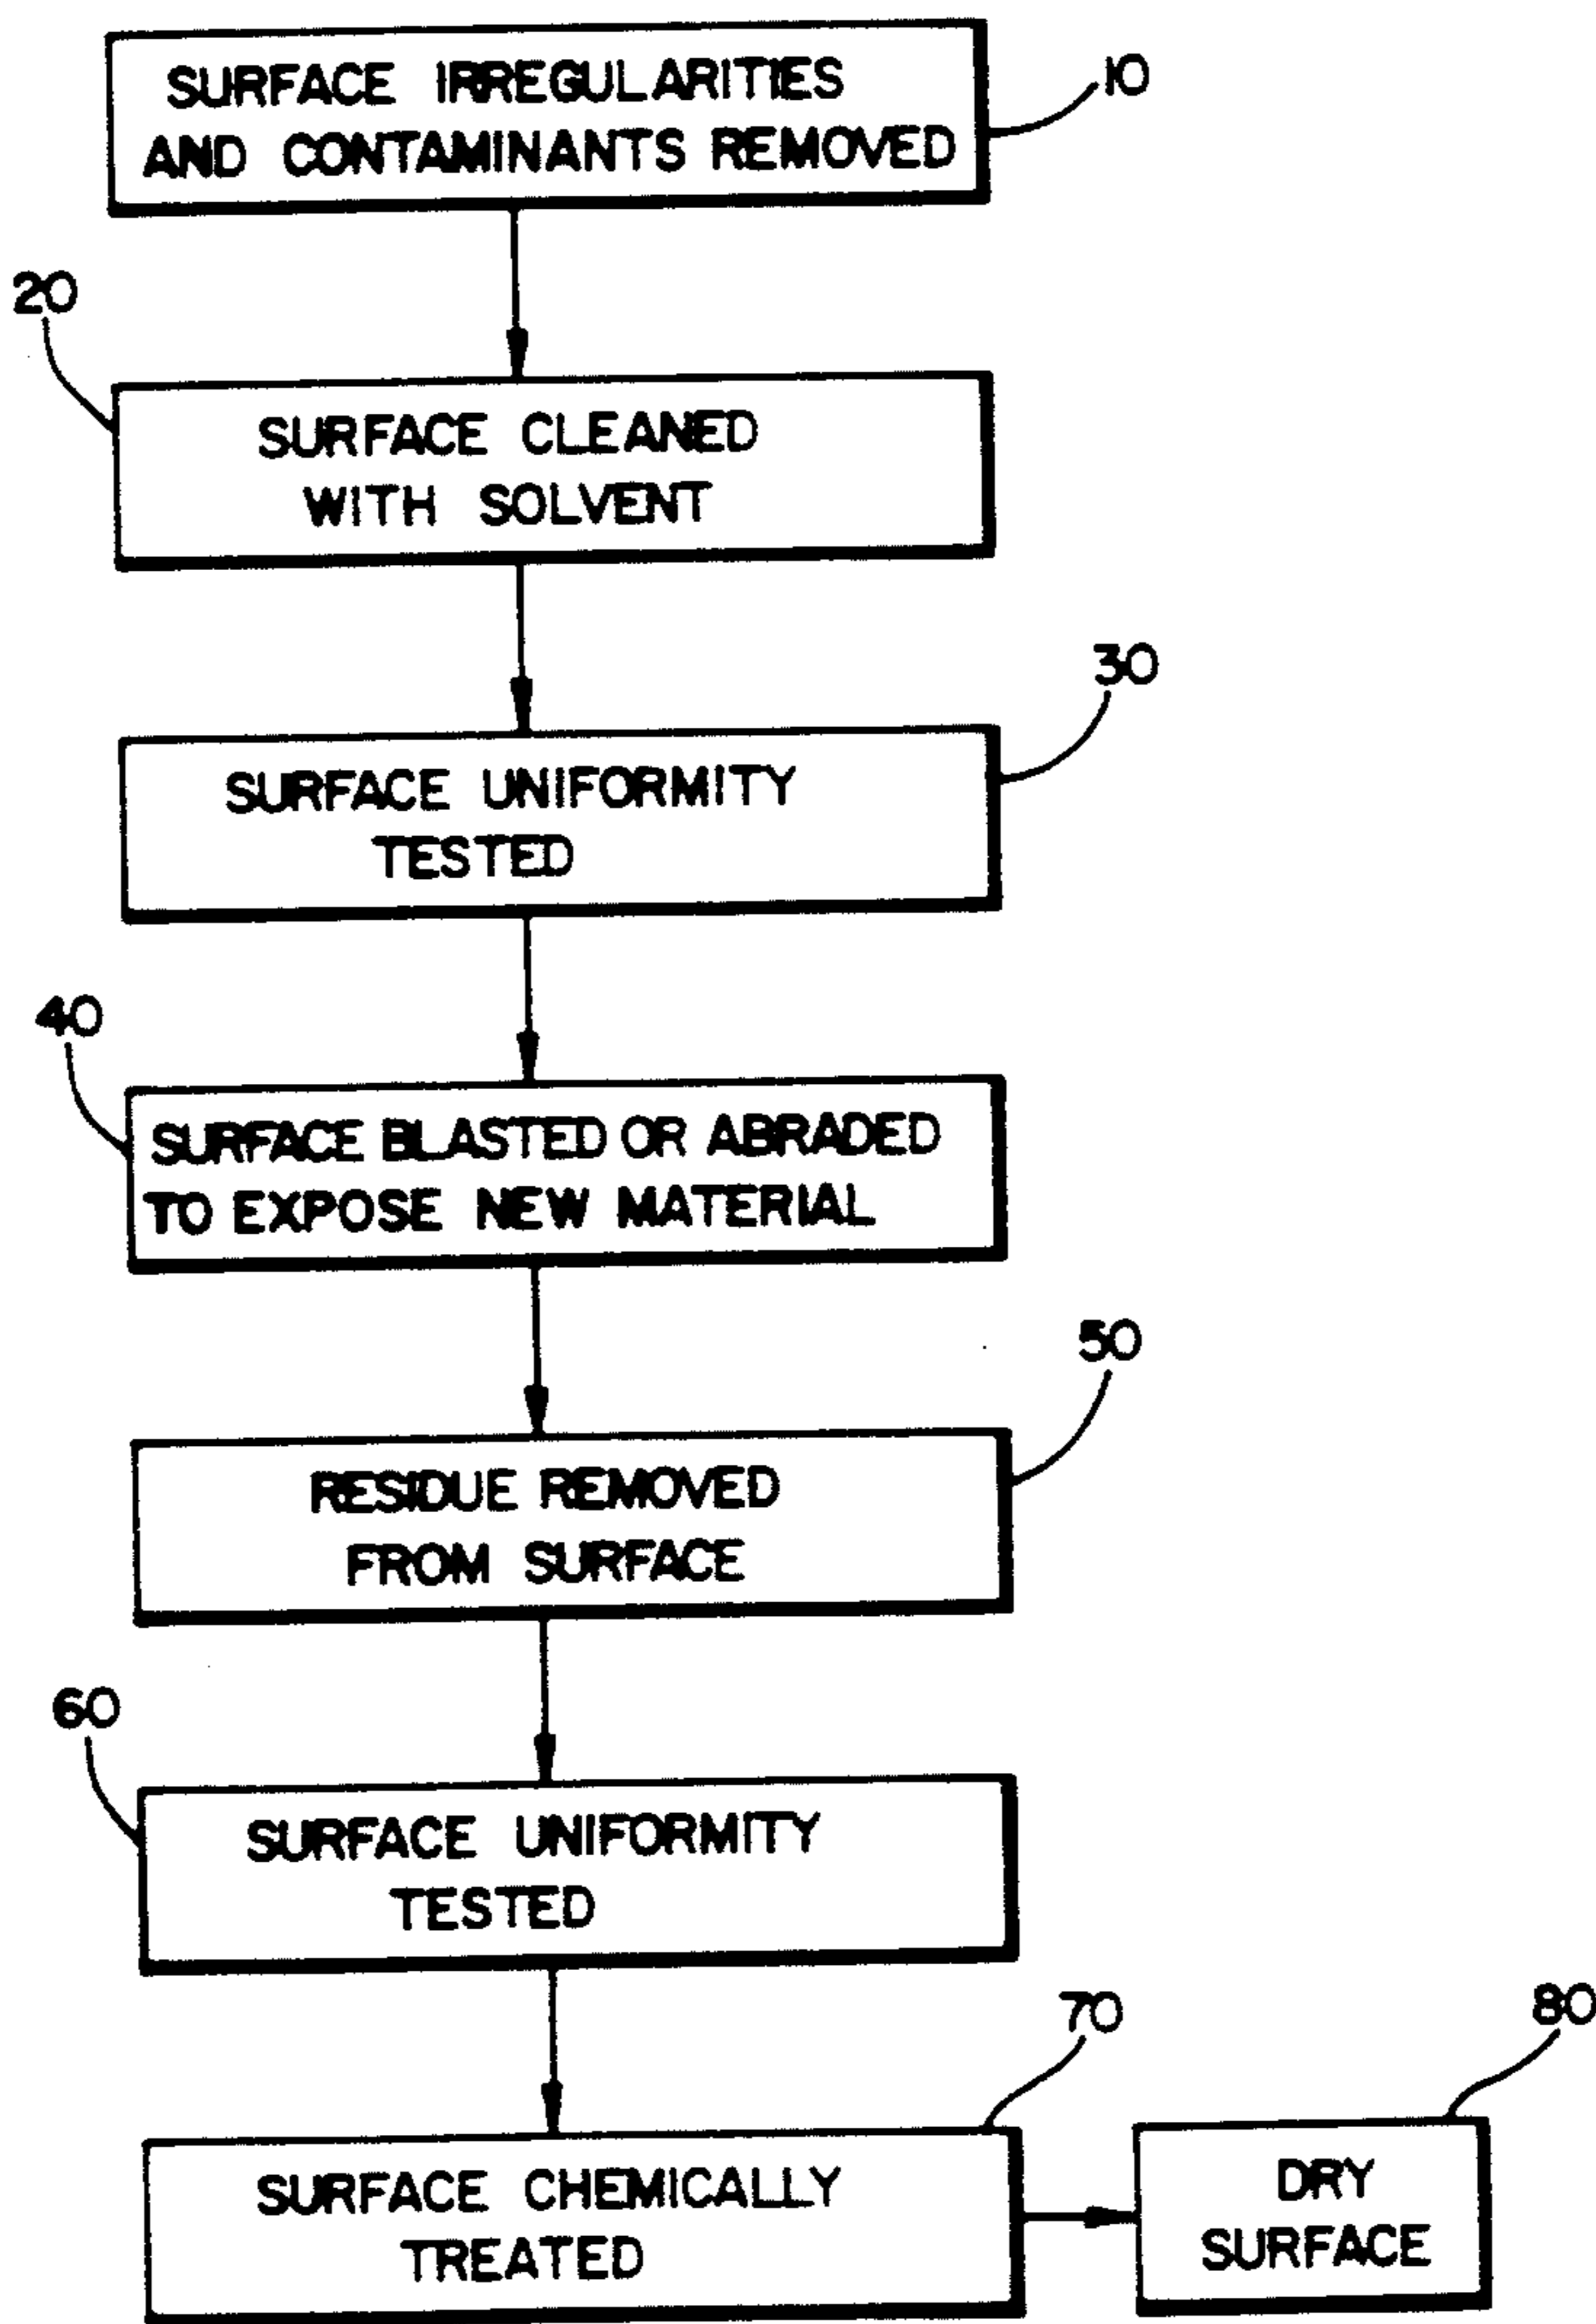 SURFACE IRREGULARITIES
AND CONTAMINANTS REMOVED
10
20
SURFACE CLEANED
WITH SOLVENT
30
SURFACE UNIFORMITY
TESTED
40
SURFACE BLASTED OR ABRADED
TO EXPOSE NEW MATERIAL
50
RESIDUE REMOVED
FROM SURFACE
60
SURFACE UNIFORMITY
TESTED
70
80
SURFACE CHEMICALLY
TREATED
DRY
SURFACE